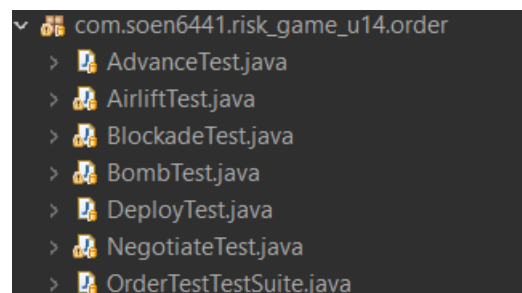 com.soen6441.risk_game_u14.order
AdvanceTest.java
AirliftTest.java
BlockadeTest.java
BombTest.java
DeployTest.java
NegotiateTest.java
OrderTestTestSuite.java